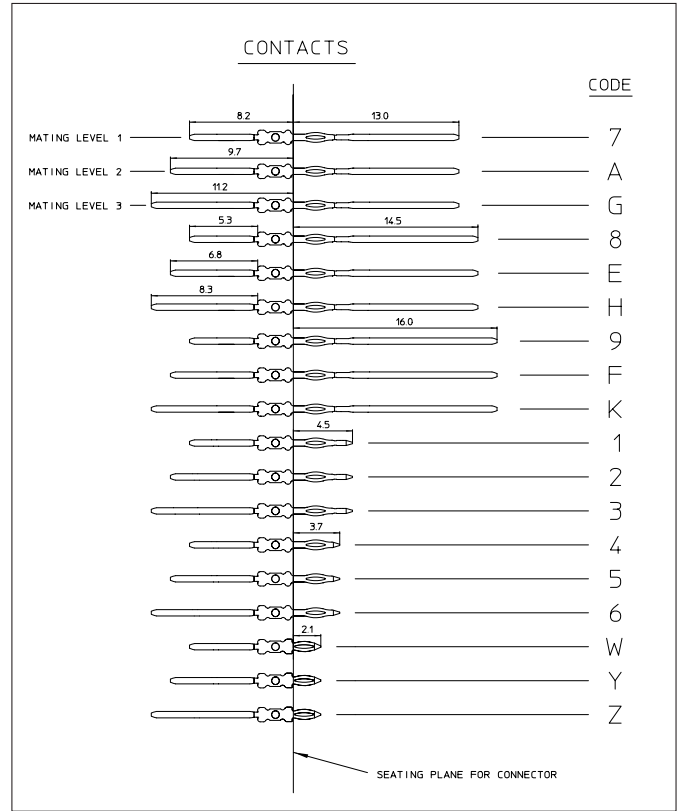 CONTACTS
CODE
8.2 13.0
MATING LEVEL 1 7
9.7
MATING LEVEL 2 A
11.2
MATING LEVEL 3 G
5.3 14.5
8
6.8
E
8.3
H
16.0
9
F
K
4.5
1
2
3
3.7
4
5
6
2.1
W
Y
Z
SEATING PLANE FOR CONNECTOR